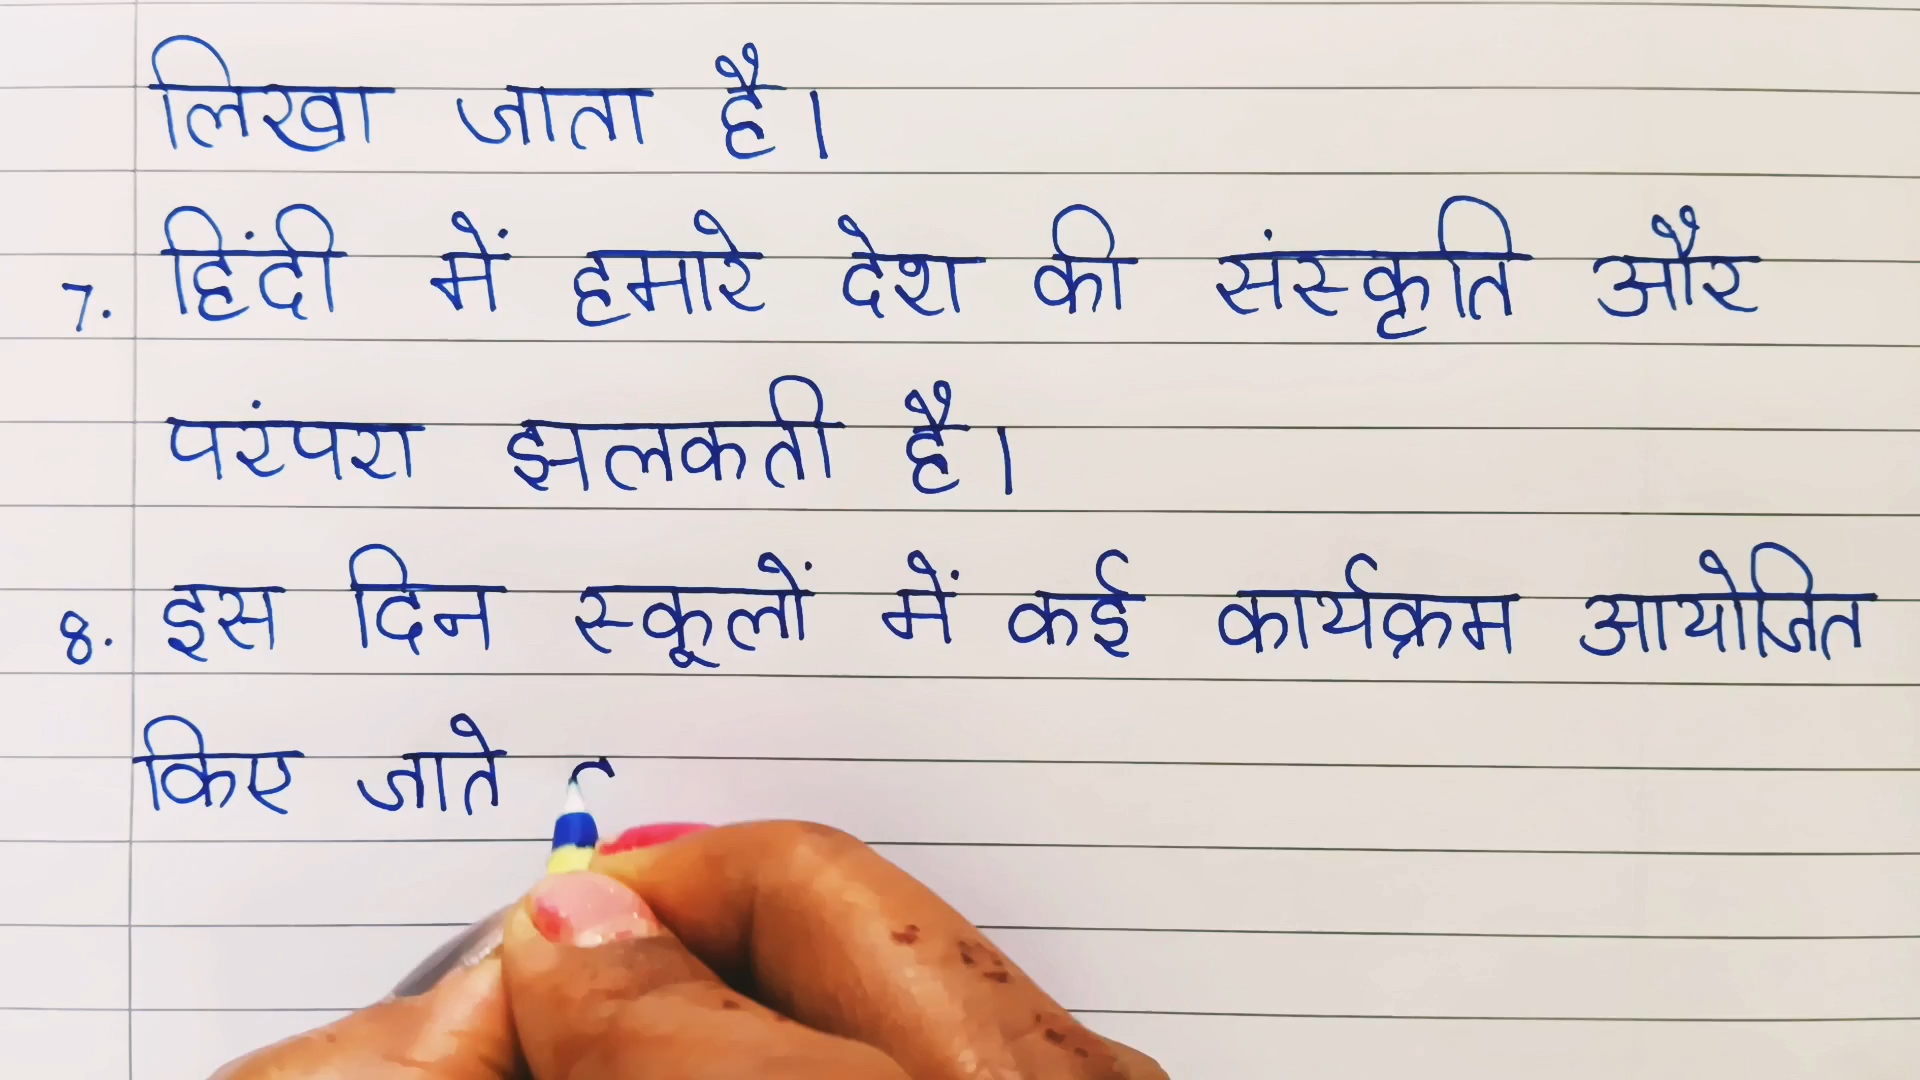 लिखा जाता है।
7. हिंदी में हमारे देश की संस्कृति और
परंपरा झलकती है।
8. इस दिन स्कूलों में कई कार्यक्रम आयोजित
किए जाते